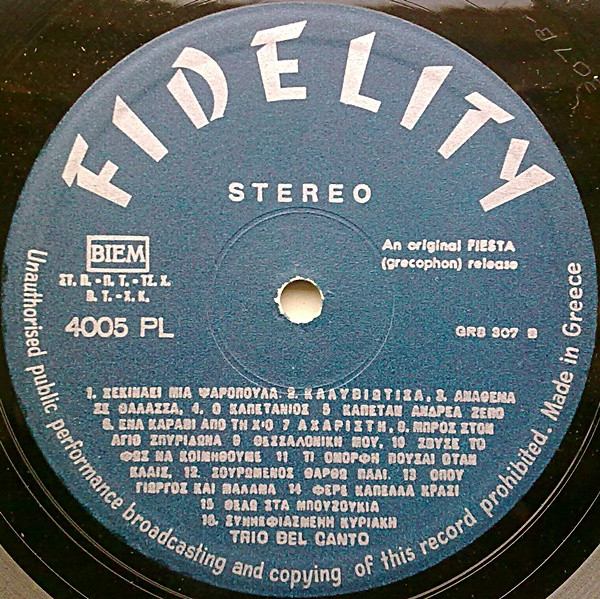 FIDELITY
STEREO
BIEM
ΣΤ. Π. - Π. Τ. - ΤΣ. Χ.
Β. Τ. - Χ. Κ.
4005 PL
An original FIESTA
(grecophon) release
GRS 307 B
1. ΞΕΚΙΝΑΕΙ ΜΙΑ ΨΑΡΟΠΟΥΛΑ. 2. ΚΑΛΥΒΙΩΤΙΣΑ, 3. ΑΝΑΘΕΜΑ
ΣΕ ΘΑΛΑΣΣΑ, 4. Ο ΚΑΠΕΤΑΝΙΟΣ 5 ΚΑΠΕΤΑΝ ΑΝΔΡΕΑ ΖΕΠΟ
6. ΕΝΑ ΚΑΡΑΒΙ ΑΠΟ ΤΗ ΧΙΟ 7 ΑΧΑΡΙΣΤΗ, 8. ΜΠΡΟΣ ΣΤΟΝ
ΑΓΙΟ ΣΠΥΡΙΔΩΝΑ 9 ΘΕΣΣΑΛΟΝΙΚΗ ΜΟΥ, 10 ΣΒΥΣΕ ΤΟ
ΦΩΣ ΝΑ ΚΟΙΜΗΘΟΥΜΕ 11 ΤΙ ΟΜΟΡΦΗ ΠΟΥΣΑΙ ΟΤΑΝ
ΚΛΑΙΣ, 12. ΣΟΥΡΩΜΕΝΟΣ ΘΑΡΘΩ ΠΑΛΙ. 13 ΟΠΟΥ
ΓΙΩΡΓΟΣ ΚΑΙ ΜΑΛΑΜΑ 14 ΦΕΡΕ ΚΑΠΕΛΛΑ ΚΡΑΣΙ
15 ΘΕΛΩ ΣΤΑ ΜΠΟΥΖΟΥΚΙΑ
16. ΣΥΝΝΕΦΙΑΣΜΕΝΗ ΚΥΡΙΑΚΗ
TRIO BEL CANTO
Unauthorised public performance broadcasting and copying of this record prohibited. Made in Greece